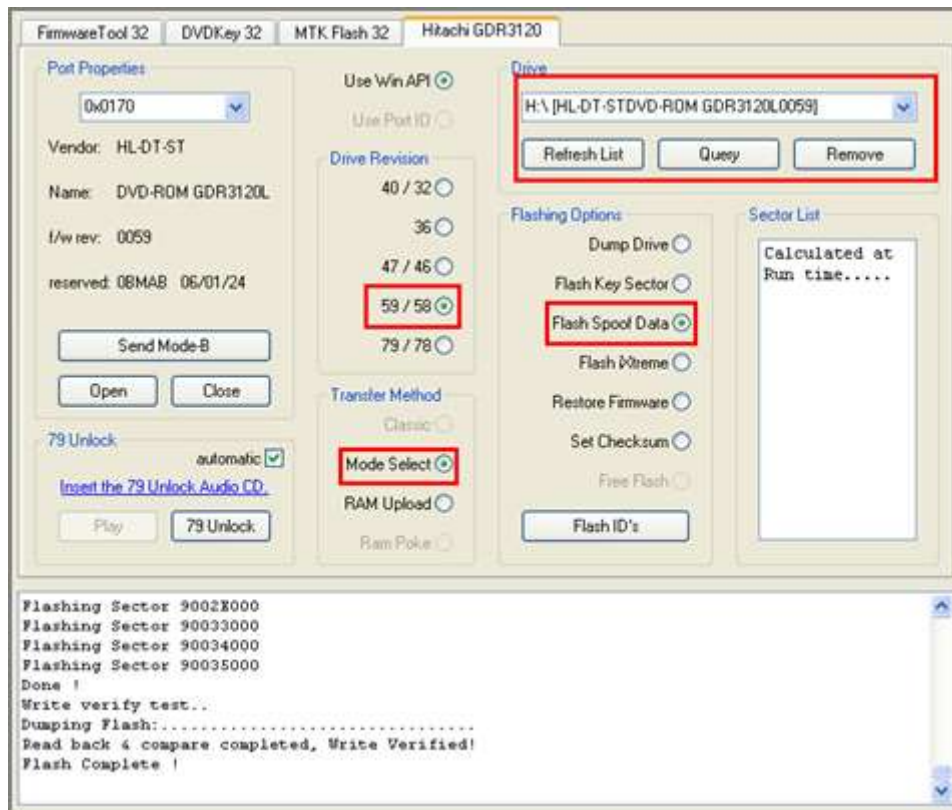 FirmwareTool 32
DVDKey 32
MTK Flash 32
Hitachi GDR3120
Port Properties
0x0170
Vendor: HL-DT-ST
Name: DVD-ROM GDR3120L
f/w rev: 0059
reserved: 0BMAB 06/01/24
Send Mode-B
Open
Close
79 Unlock
automatic
Insert the 79 Unlock Audio CD.
Play
79 Unlock
Use Win API
Use Port IO
Drive Revision
40 / 32
36
47 / 46
59 / 58
79 / 78
Transfer Method
Classic
Mode Select
RAM Upload
Ram Poke
Drive
H:\ [HL-DT-STDVD-ROM GDR3120L0059]
Refresh List
Query
Remove
Flashing Options
Dump Drive
Flash Key Sector
Flash Spoof Data
Flash Xtreme
Restore Firmware
Set Checksum
Free Flash
Flash ID's
Sector List
Calculated at
Run time.....
Flashing Sector 9002E000
Flashing Sector 90033000
Flashing Sector 90034000
Flashing Sector 90035000
Done !
Write verify test..
Dumping Flash:................................
Read back & compare completed, Write Verified!
Flash Complete !